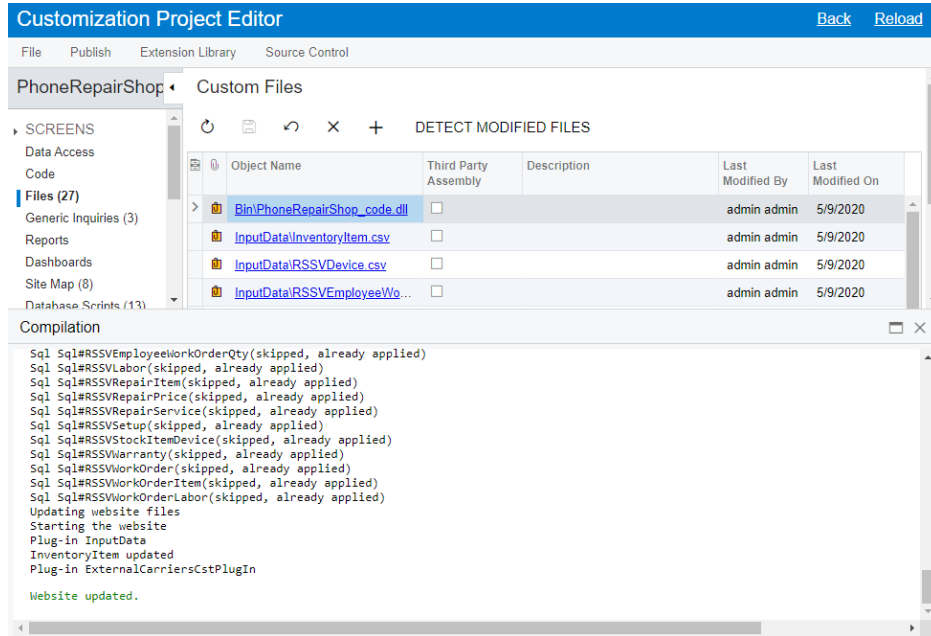 Customization Project Editor
Back Reload
File Publish Extension Library Source Control
PhoneRepairShop
Custom Files
SCREENS
Data Access
Code
Files (27)
Generic Inquiries (3)
Reports
Dashboards
Site Map (8)
Database Scripts (13)
DETECT MODIFIED FILES
Object Name Third Party Assembly Description Last Modified By Last Modified On
Bin\PhoneRepairShop_code.dll admin admin 5/9/2020
InputData\InventoryItem.csv admin admin 5/9/2020
InputData\RSSVDevice.csv admin admin 5/9/2020
InputData\RSSVEmployeeWo... admin admin 5/9/2020
Compilation
Sql Sql#RSSVEmployeeWorkOrderQty(skipped, already applied)
Sql Sql#RSSVLabor(skipped, already applied)
Sql Sql#RSSVRepairItem(skipped, already applied)
Sql Sql#RSSVRepairPrice(skipped, already applied)
Sql Sql#RSSVRepairService(skipped, already applied)
Sql Sql#RSSVSetup(skipped, already applied)
Sql Sql#RSSVStockItemDevice(skipped, already applied)
Sql Sql#RSSVWarranty(skipped, already applied)
Sql Sql#RSSVWorkOrder(skipped, already applied)
Sql Sql#RSSVWorkOrderItem(skipped, already applied)
Sql Sql#RSSVWorkOrderLabor(skipped, already applied)
Updating website files
Starting the website
Plug-in InputData
InventoryItem updated
Plug-in ExternalCarriersCstPlugIn
Website updated.